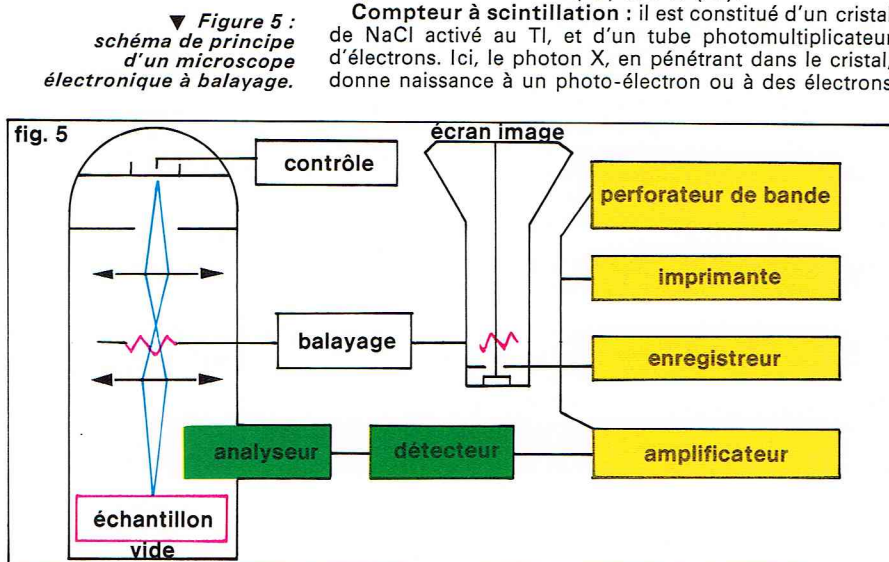 ▼ Figure 5 :
schéma de principe
d'un microscope
électronique à balayage.
Compteur à scintillation : il est constitué d'un cristal
de NaCl activé au Tl, et d'un tube photomultiplicateur
d'électrons. Ici, le photon X, en pénétrant dans le cristal,
donne naissance à un photo-électron ou à des électrons
fig. 5
écran image
contrôle
perforateur de bande
imprimante
balayage
enregistreur
analyseur
détecteur
amplificateur
échantillon
vide